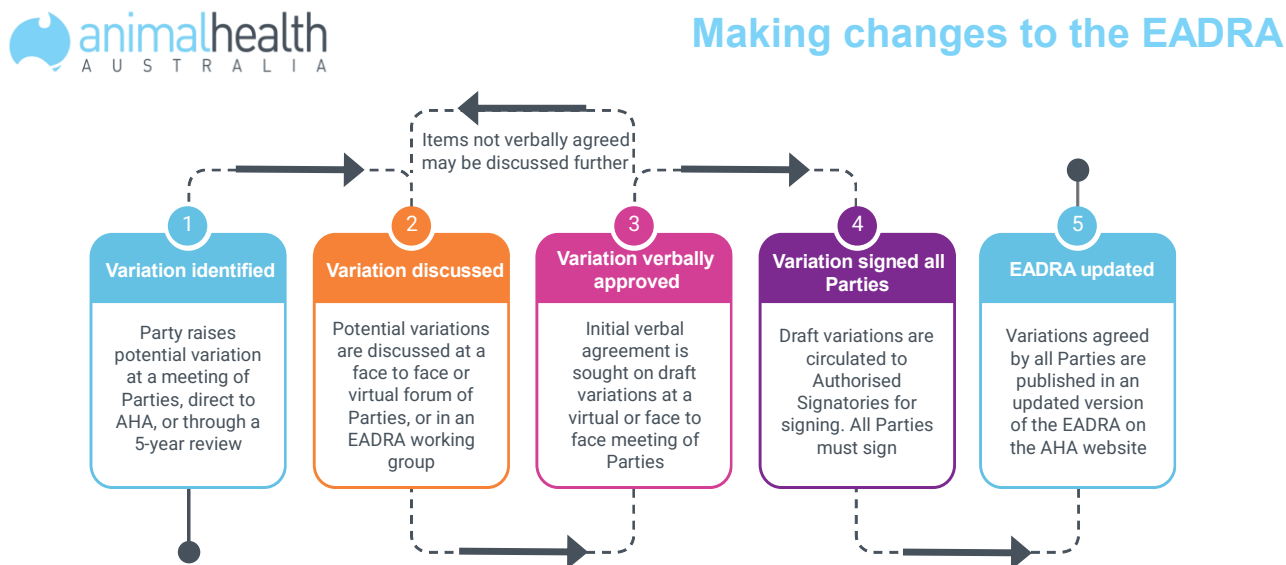 animalhealth
AUSTRALIA
Making changes to the EADRA
Items not verbally agreed
may be discussed further
1
Variation identified
Party raises
potential variation
at a meeting of
Parties, direct to
AHA, or through a
5-year review
2
Variation discussed
Potential variations
are discussed at a
face to face or
virtual forum of
Parties, or in an
EADRA working
group
3
Variation verbally
approved
Initial verbal
agreement is
sought on draft
variations at a
virtual or face to
face meeting of
Parties
4
Variation signed all
Parties
Draft variations are
circulated to
Authorised
Signatories for
signing. All Parties
must sign
5
EADRA updated
Variations agreed
by all Parties are
published in an
updated version
of the EADRA on
the AHA website